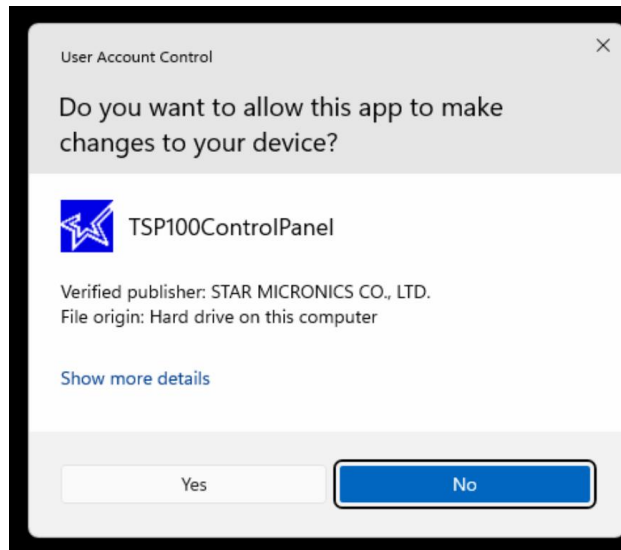 User Account Control
Do you want to allow this app to make
changes to your device?
TSP100ControlPanel
Verified publisher: STAR MICRONICS CO., LTD.
File origin: Hard drive on this computer
Show more details
Yes
No